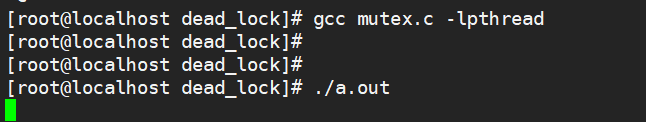 [root@localhost dead_lock]# gcc mutex.c -lpthread
[root@localhost dead_lock]#
[root@localhost dead_lock]#
[root@localhost dead_lock]# ./a.out